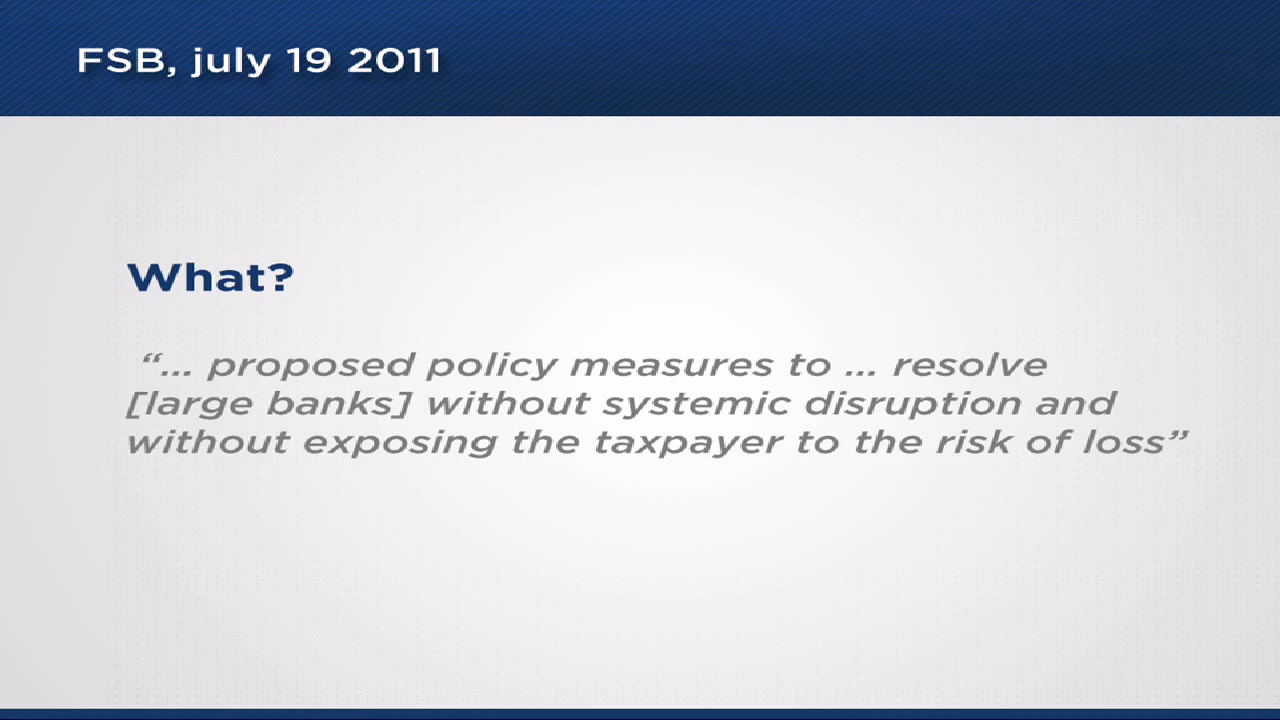 FSB, july 19 2011
What?
“... proposed policy measures to ... resolve
[large banks] without systemic disruption and
without exposing the taxpayer to the risk of loss”